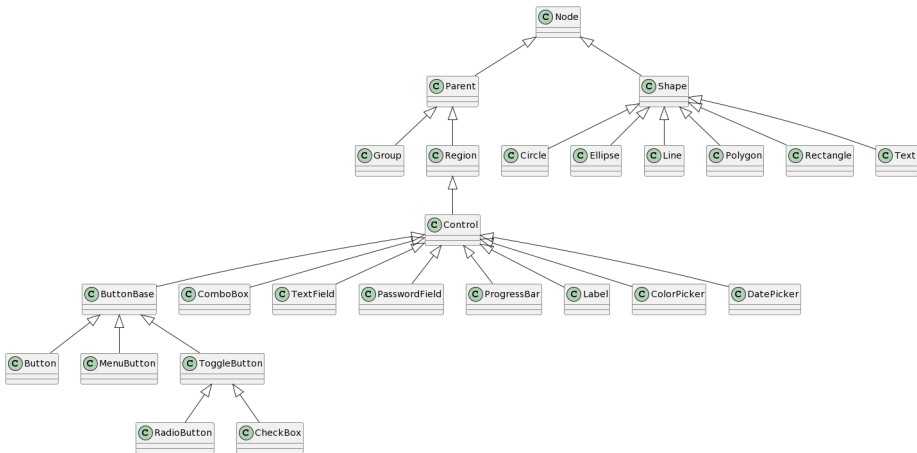 C Node
C Parent
C Shape
C Group
C Region
C Circle
C Ellipse
C Line
C Polygon
C Rectangle
C Text
C Control
C ButtonBase
C ComboBox
C TextField
C PasswordField
C ProgressBar
C Label
C ColorPicker
C DatePicker
C Button
C MenuButton
C ToggleButton
C RadioButton
C CheckBox